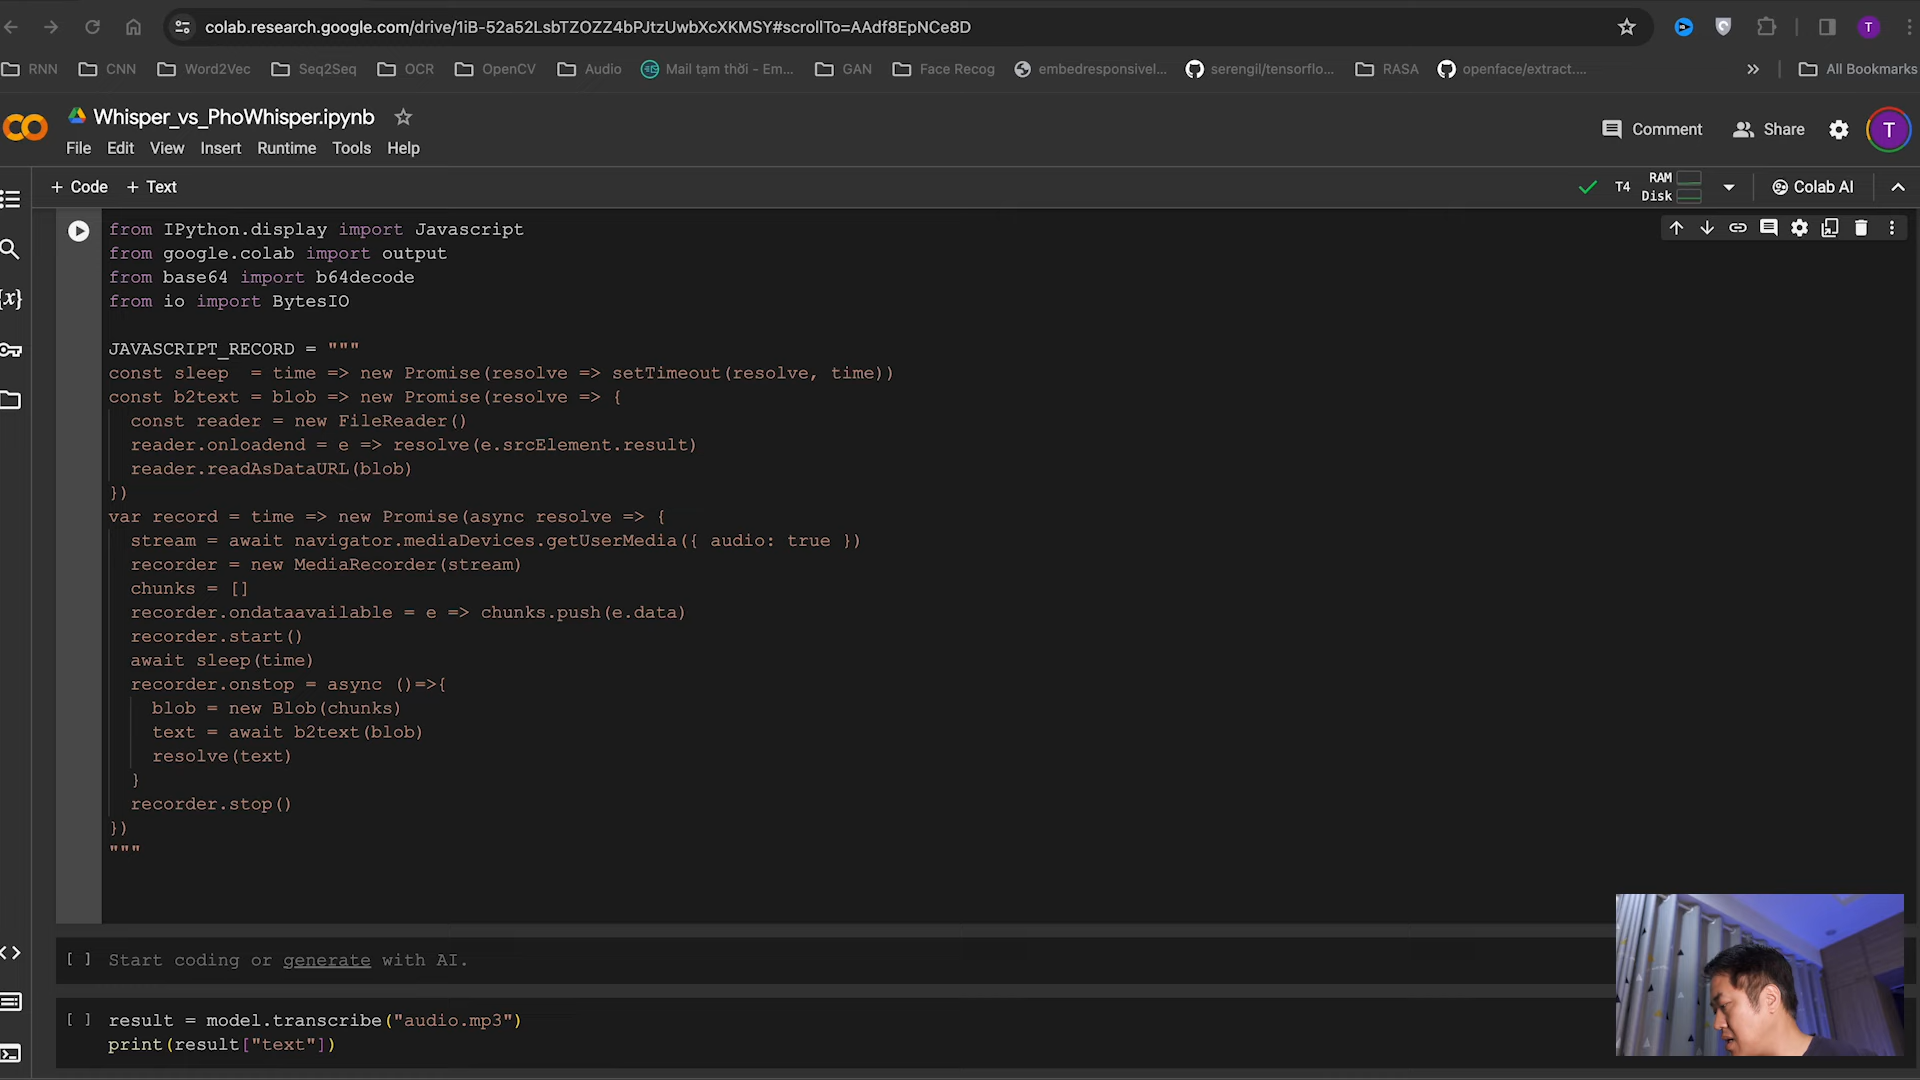 colab.research.google.com/drive/1iB-52a52LsbTZOZZ4bPJtzUwbXcXKMSY#scrollTo=AAdf8EpNCe8D
T
RNN CNN Word2Vec Seq2Seq OCR OpenCV Audio Mail tạm thời - Em... GAN Face Recog embedresponsivel... serengil/tensorflo... RASA openface/extract.... » All Bookmarks
Whisper_vs_PhoWhisper.ipynb
File Edit View Insert Runtime Tools Help
Comment Share T
+ Code + Text
T4 RAM Disk Colab AI
from IPython.display import Javascript
from google.colab import output
from base64 import b64decode
from io import BytesIO
JAVASCRIPT_RECORD = """
const sleep  = time => new Promise(resolve => setTimeout(resolve, time))
const b2text = blob => new Promise(resolve => {
  const reader = new FileReader()
  reader.onloadend = e => resolve(e.srcElement.result)
  reader.readAsDataURL(blob)
})
var record = time => new Promise(async resolve => {
  stream = await navigator.mediaDevices.getUserMedia({ audio: true })
  recorder = new MediaRecorder(stream)
  chunks = []
  recorder.ondataavailable = e => chunks.push(e.data)
  recorder.start()
  await sleep(time)
  recorder.onstop = async ()=>{
    blob = new Blob(chunks)
    text = await b2text(blob)
    resolve(text)
  }
  recorder.stop()
})
"""
[ ] Start coding or generate with AI.
[ ] result = model.transcribe("audio.mp3")
print(result["text"])